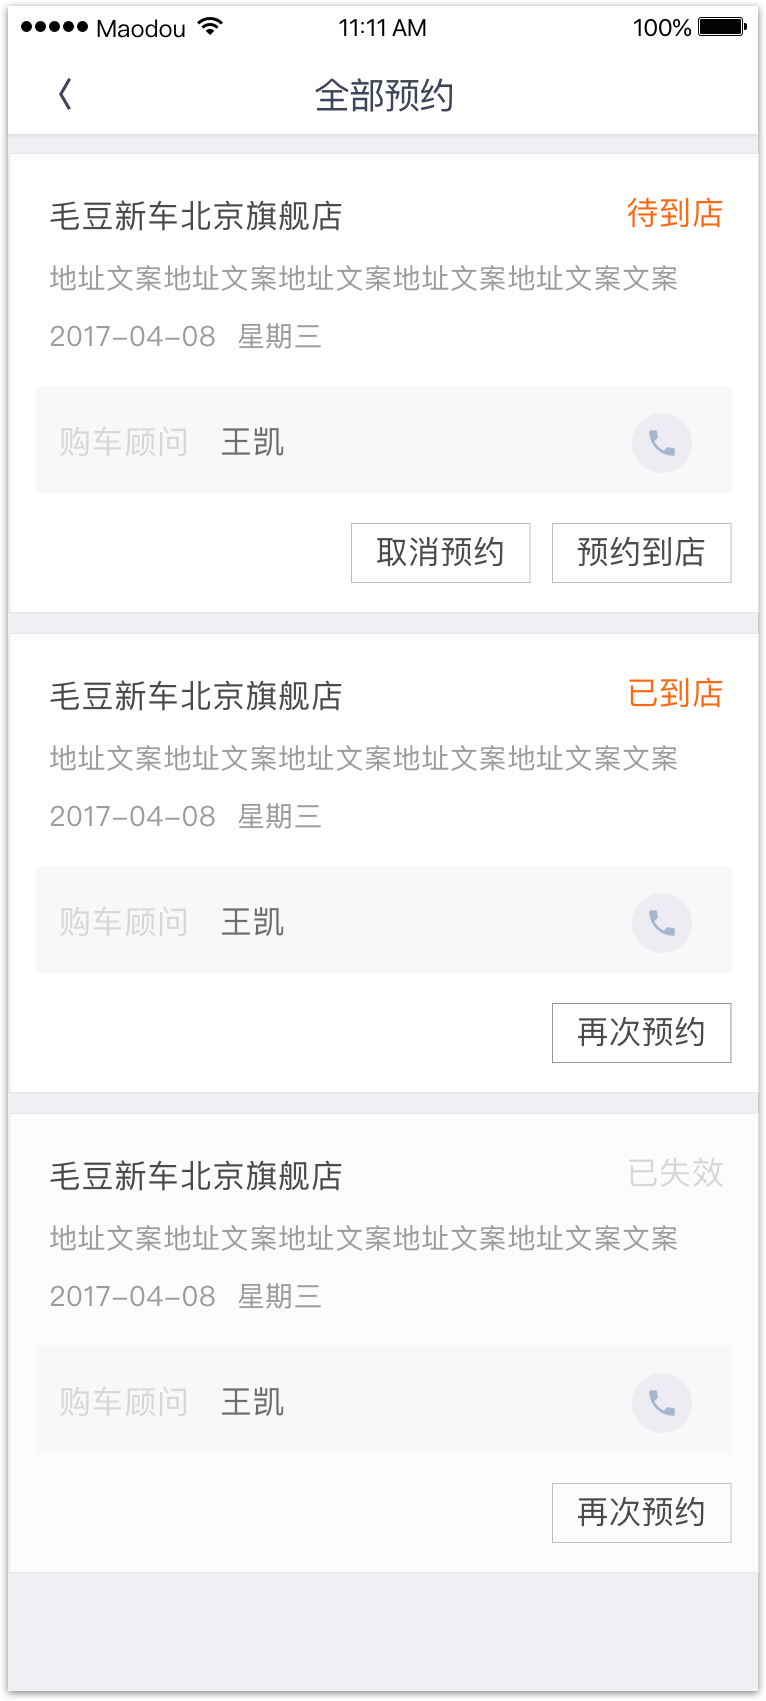 Maodou 11:11 AM 100%
全部预约
毛豆新车北京旗舰店 待到店
地址文案地址文案地址文案地址文案地址文案文案
2017-04-08 星期三
购车顾问 王凯
取消预约 预约到店
毛豆新车北京旗舰店 已到店
地址文案地址文案地址文案地址文案地址文案文案
2017-04-08 星期三
购车顾问 王凯
再次预约
毛豆新车北京旗舰店 已失效
地址文案地址文案地址文案地址文案地址文案文案
2017-04-08 星期三
购车顾问 王凯
再次预约